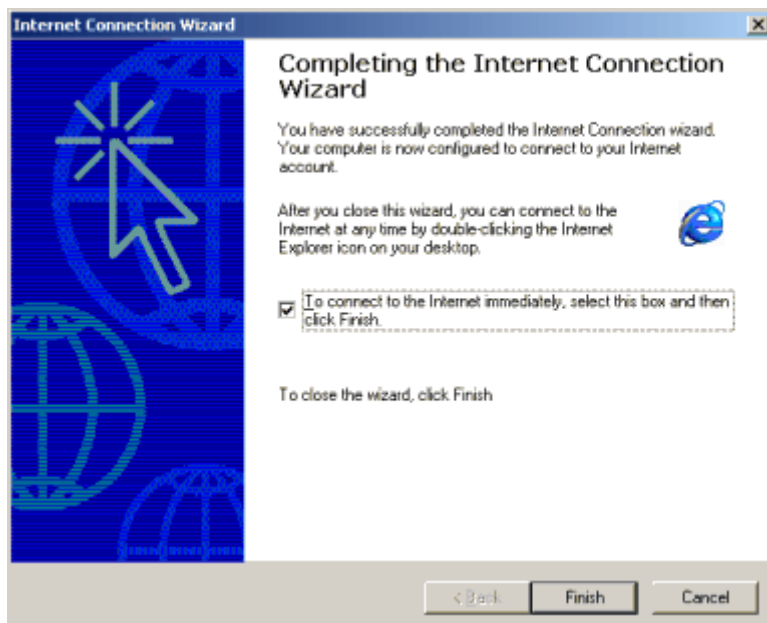 Internet Connection Wizard
Completing the Internet Connection
Wizard
You have successfully completed the Internet Connection wizard.
Your computer is now configured to connect to your Internet
account.
After you close this wizard, you can connect to the
Internet at any time by double-clicking the Internet
Explorer icon on your desktop.
To connect to the Internet immediately, select this box and then
click Finish.
To close the wizard, click Finish
< Back Finish Cancel